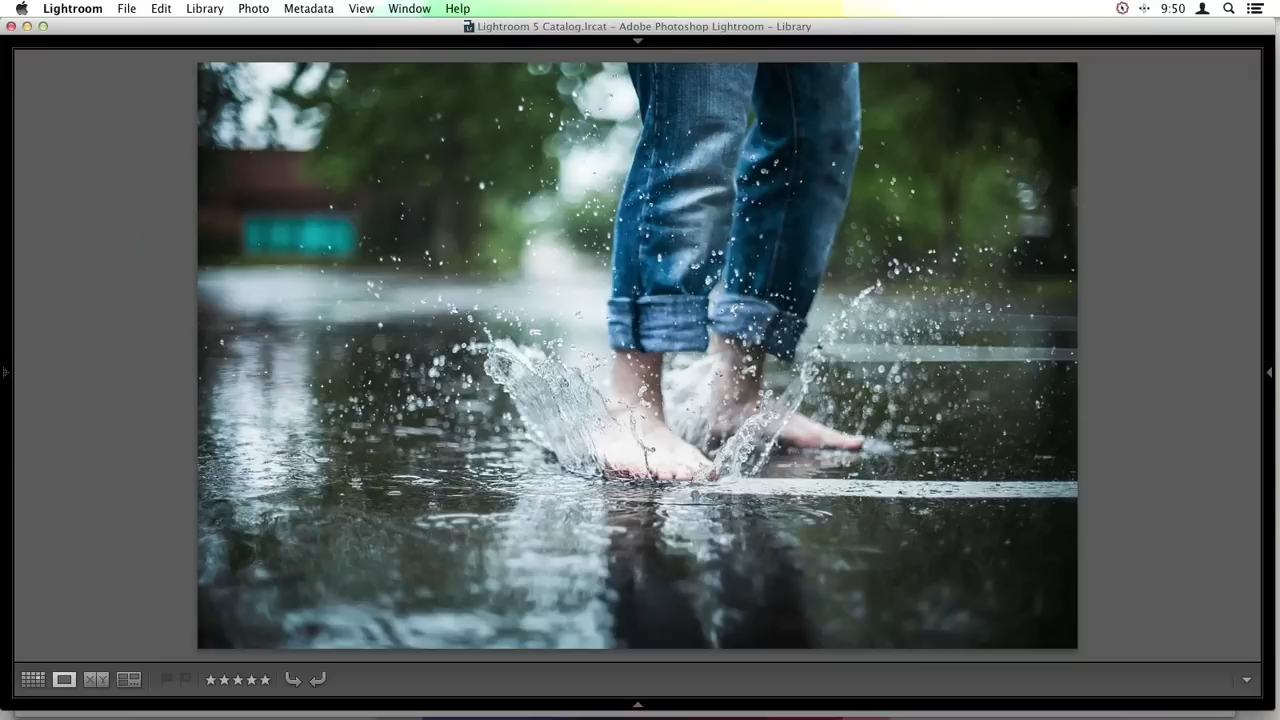 Lightroom File Edit Library Photo Metadata View Window Help 9:50
Lightroom 5 Catalog.lrcat – Adobe Photoshop Lightroom – Library
X Y